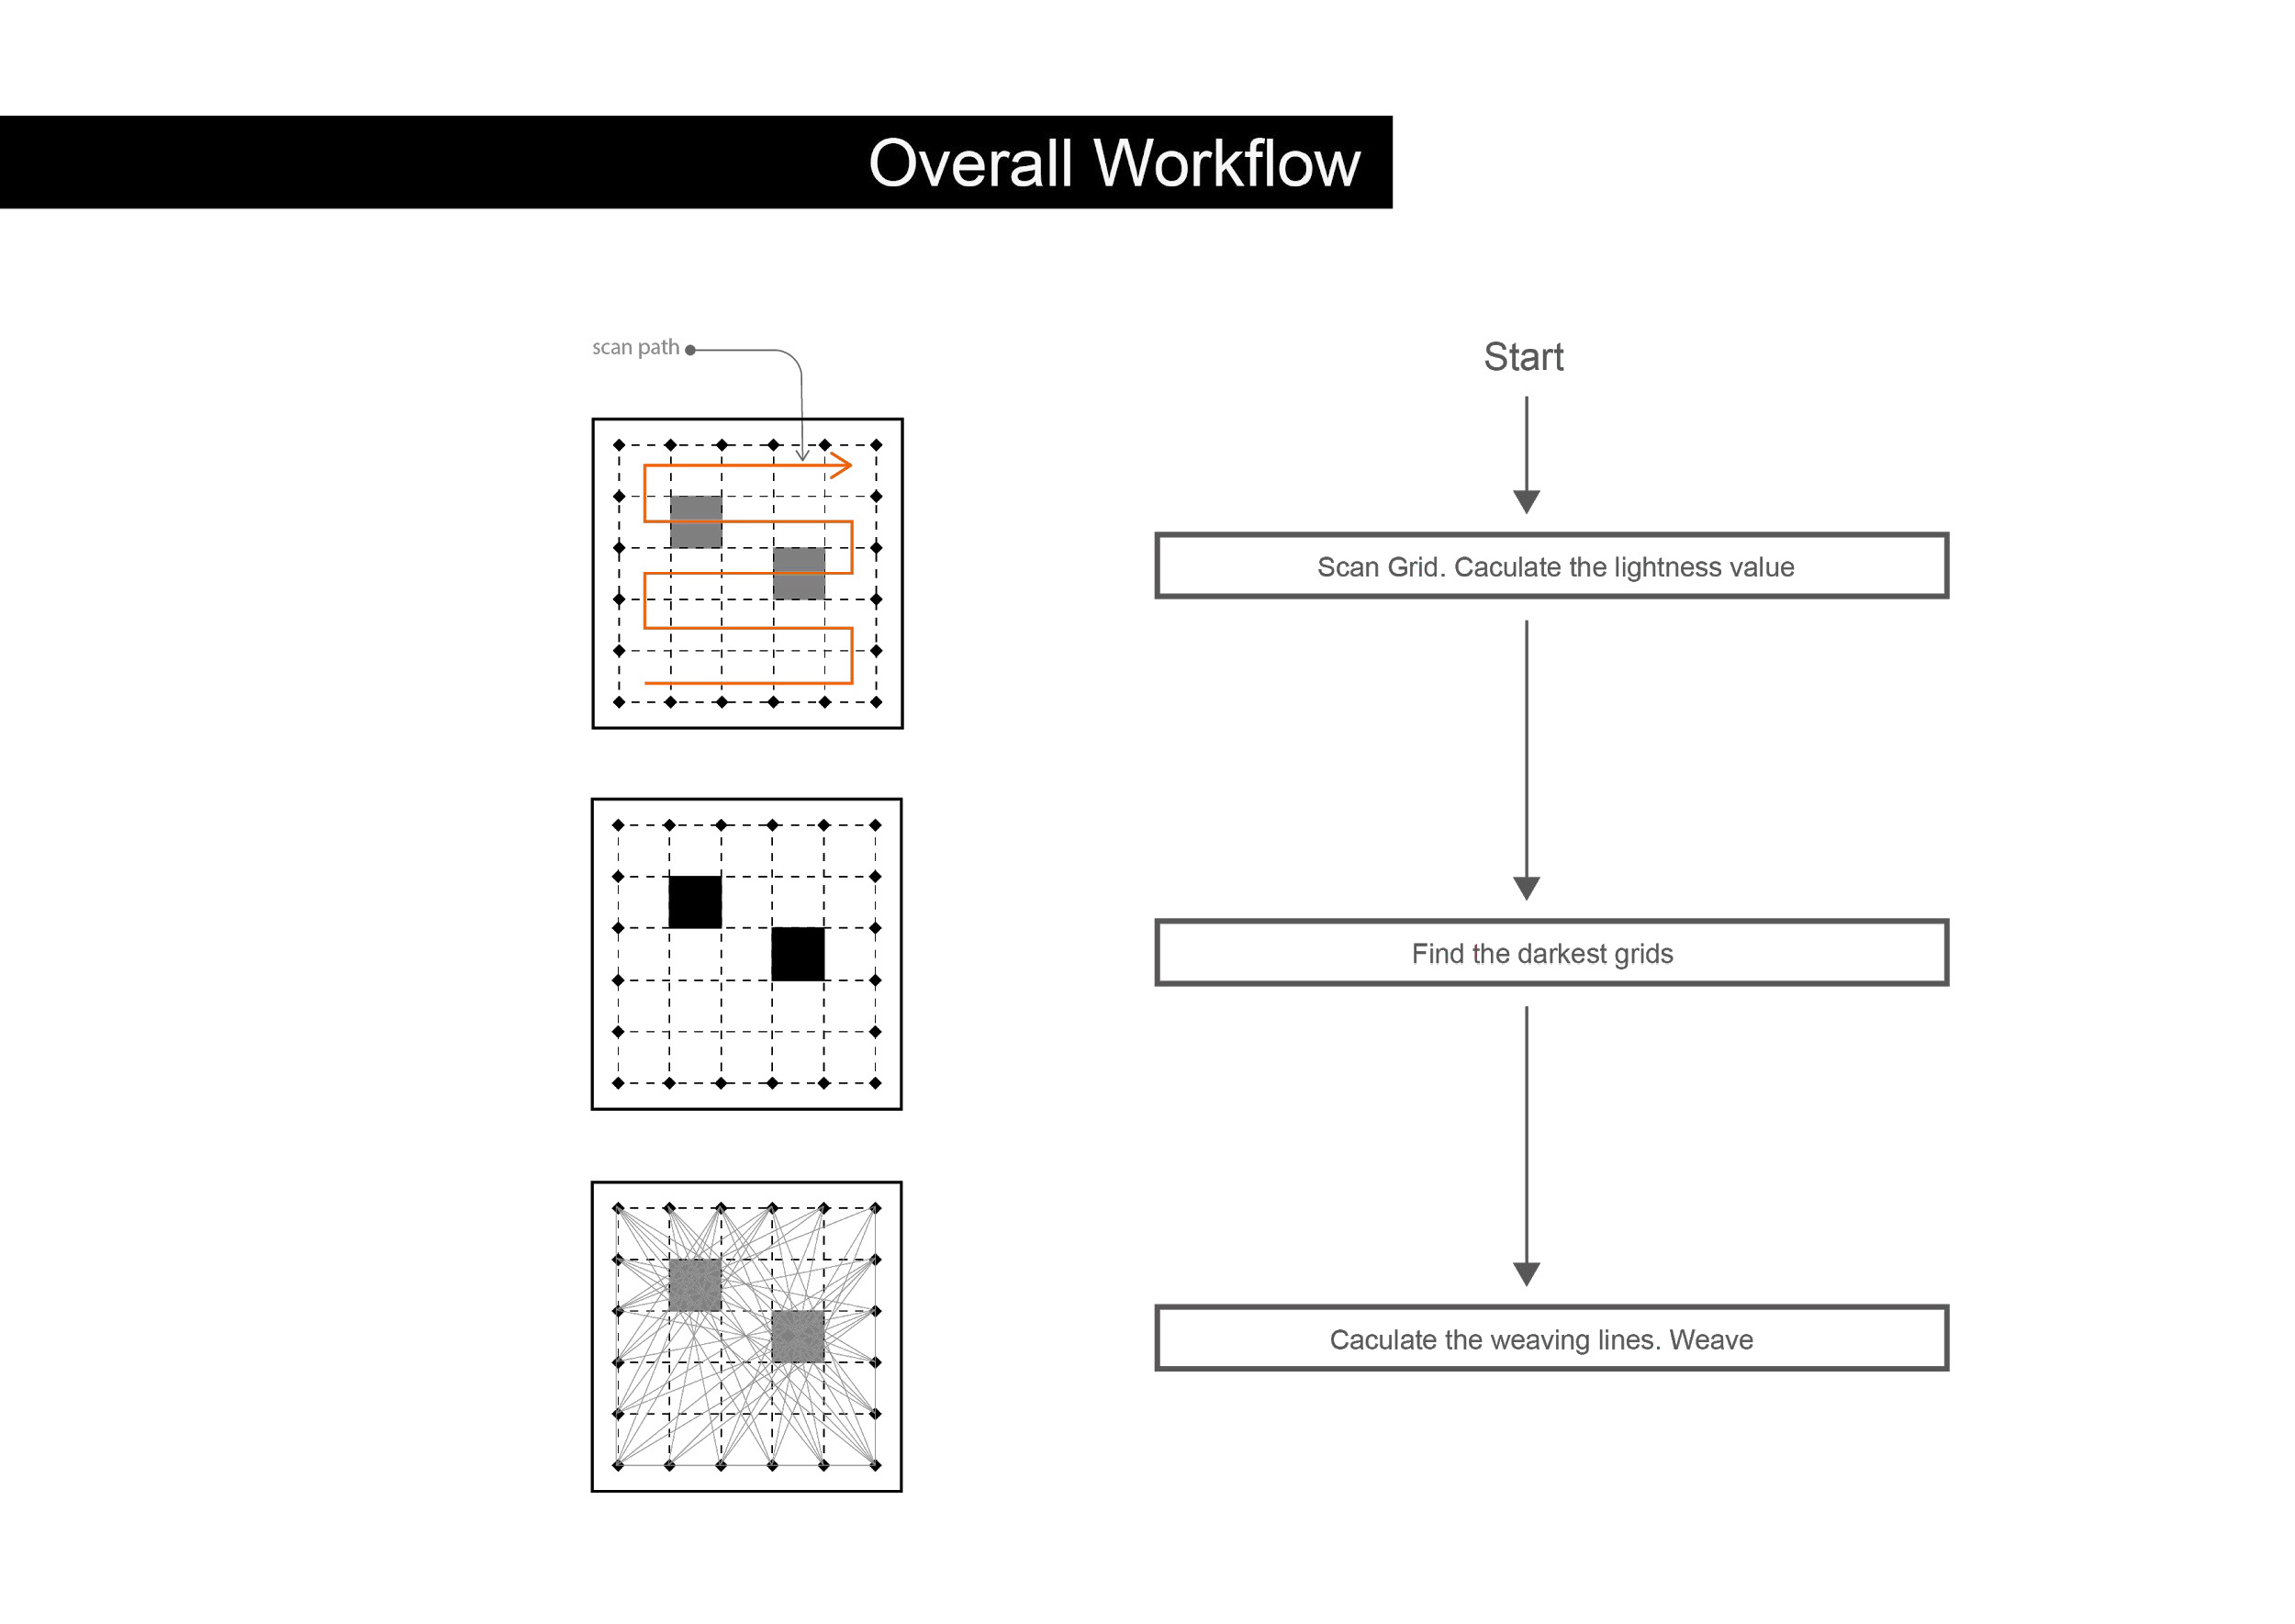 Overall Workflow
scan path
Start
Scan Grid. Caculate the lightness value
Find the darkest grids
Caculate the weaving lines. Weave